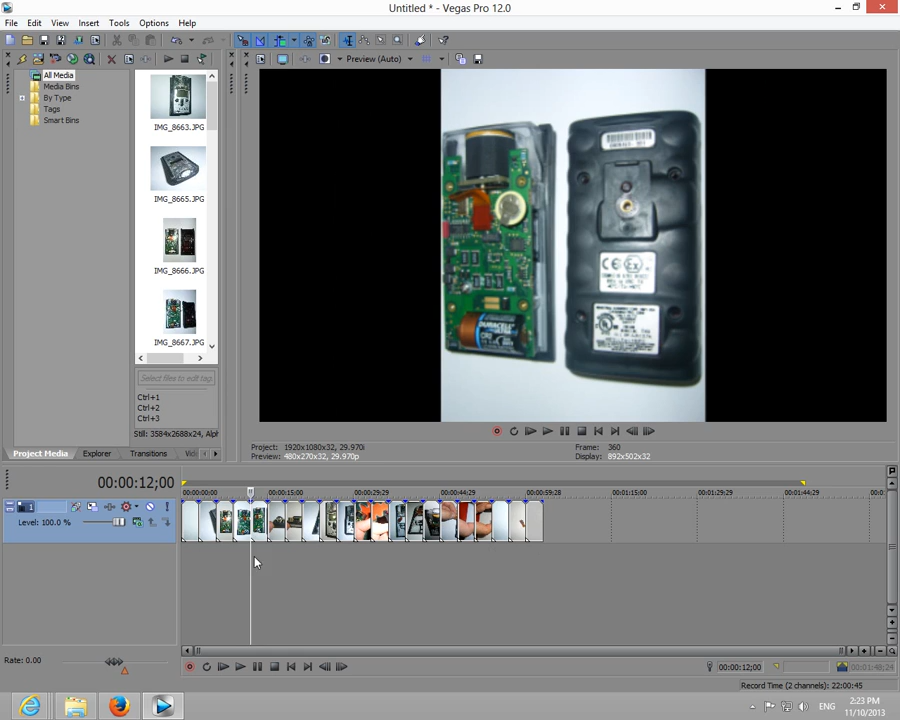 Untitled * - Vegas Pro 12.0
File Edit View Insert Tools Options Help
Preview (Auto)
All Media
Media Bins
By Type
Tags
Smart Bins
IMG_8663.JPG
IMG_8665.JPG
IMG_8666.JPG
IMG_8667.JPG
Select files to edit tag
Ctrl+1
Ctrl+2
Ctrl+3
Still: 3584x2688x24, Alph
Project Media Explorer Transitions Vid
DURACELL
Project: 1920x1080x32, 29.970i
Preview: 480x270x32, 29.970p
Frame: 360
Display: 892x502x32
00:00:12;00
00:00:00:00 00:00:15:00 00:00:29:29 00:00:44:29 00:00:59:28 00:01:15:00 00:01:29:29 00:01:44:29 00:0
1
Level: 100.0 %
Rate: 0.00
00:00:12;00
00:01:48;24
Record Time (2 channels): 22:00:45
ENG
2:23 PM
11/10/2013